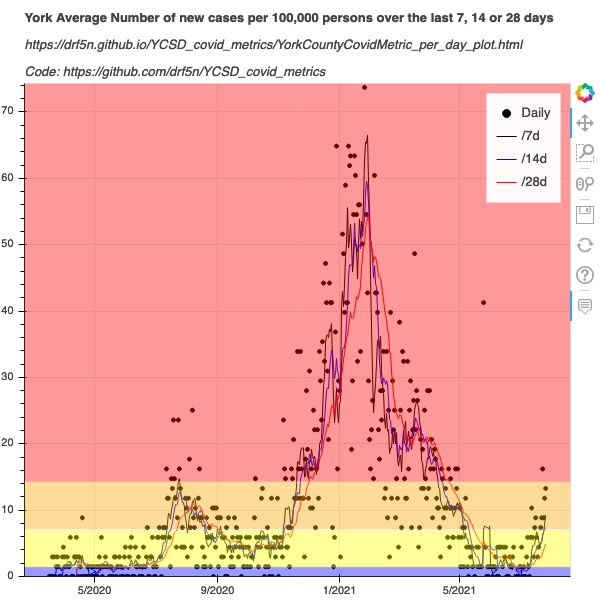 York Average Number of new cases per 100,000 persons over the last 7, 14 or 28 days
https://drf5n.github.io/YCSD_covid_metrics/YorkCountyCovidMetric_per_day_plot.html
Code: https://github.com/drf5n/YCSD_covid_metrics
Daily
/7d
/14d
/28d
70
60
50
40
30
20
10
0
5/2020
9/2020
1/2021
5/2021